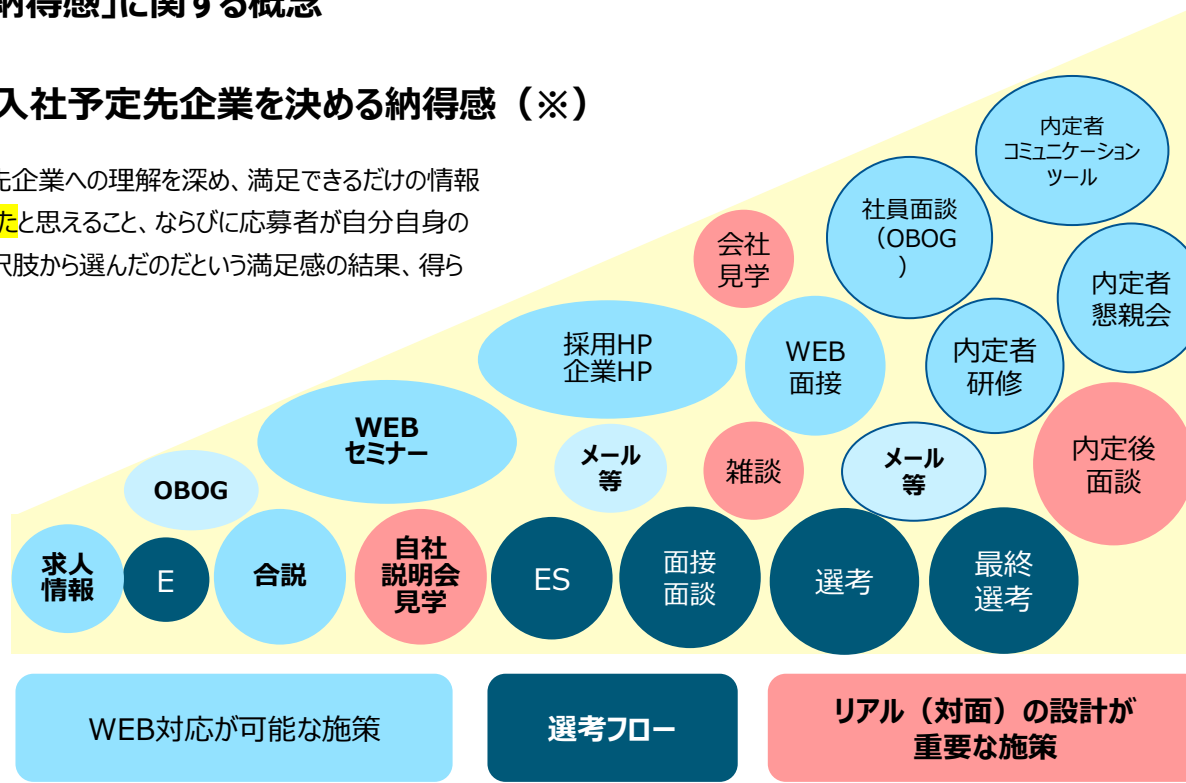 納得感」に関する概念
入社予定先企業を決める納得感（※）
先企業への理解を深め、満足できるだけの情報
たと思えること、ならびに応募者が自分自身の
択肢から選んだのだという満足感の結果、得ら
内定者
コミュニケーション
ツール
社員面談
（OBOG
）
会社
見学
内定者
懇親会
採用HP
企業HP
WEB
面接
内定者
研修
WEB
セミナー
メール
等
雑談
メール
等
内定後
面談
OBOG
求人
情報
E
合説
自社
説明会
見学
ES
面接
面談
選考
最終
選考
WEB対応が可能な施策
選考フロー
リアル（対面）の設計が
重要な施策